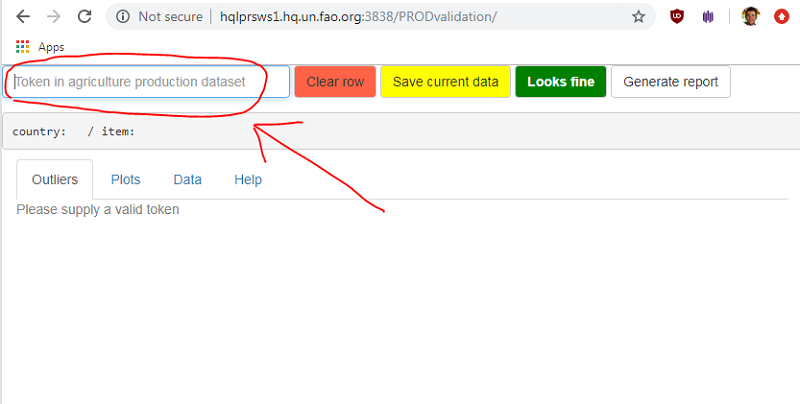 Not secure | hqlprsws1.hq.un.fao.org:3838/PRODvalidation/
Apps
Token in agriculture production dataset Clear row Save current data Looks fine Generate report
country: / item:
Outliers Plots Data Help
Please supply a valid token